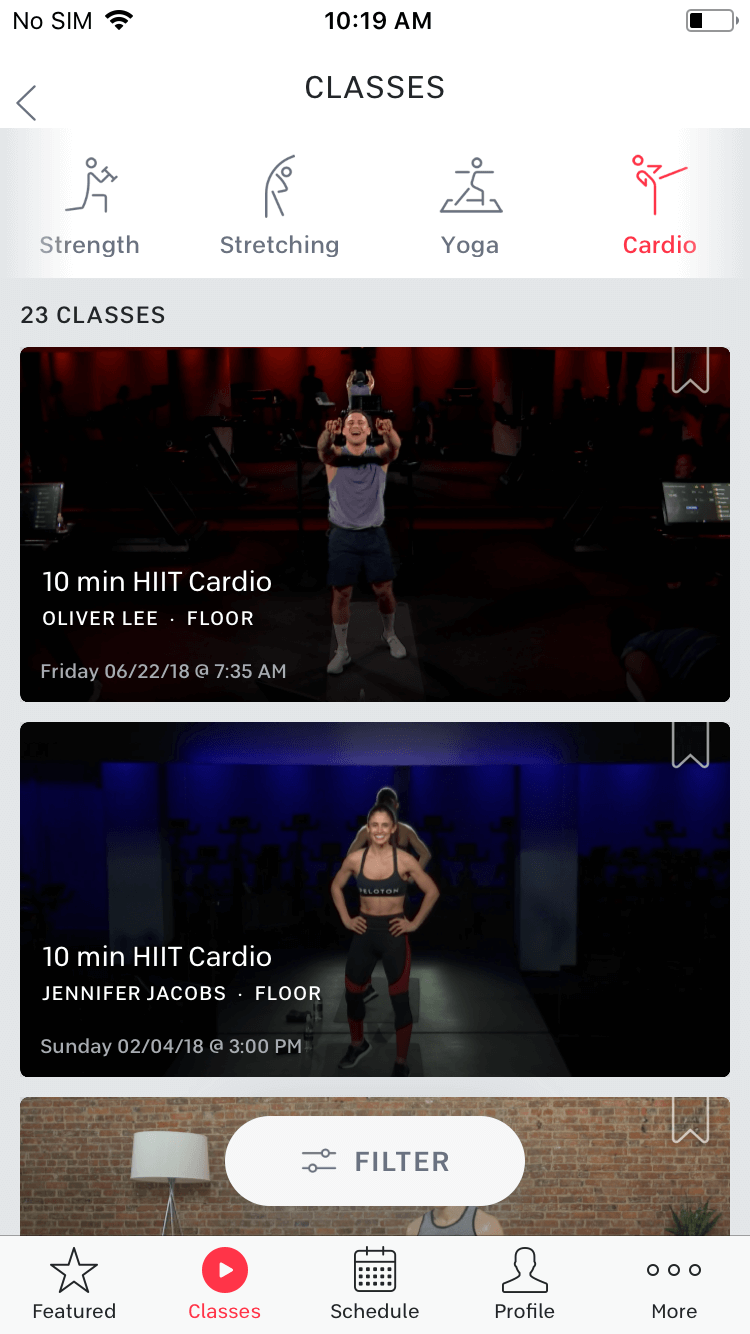 No SIM 10:19 AM
CLASSES
Strength Stretching Yoga Cardio
23 CLASSES
10 min HIIT Cardio
OLIVER LEE · FLOOR
Friday 06/22/18 @ 7:35 AM
PELOTON
10 min HIIT Cardio
JENNIFER JACOBS · FLOOR
Sunday 02/04/18 @ 3:00 PM
FILTER
Featured Classes Schedule Profile More